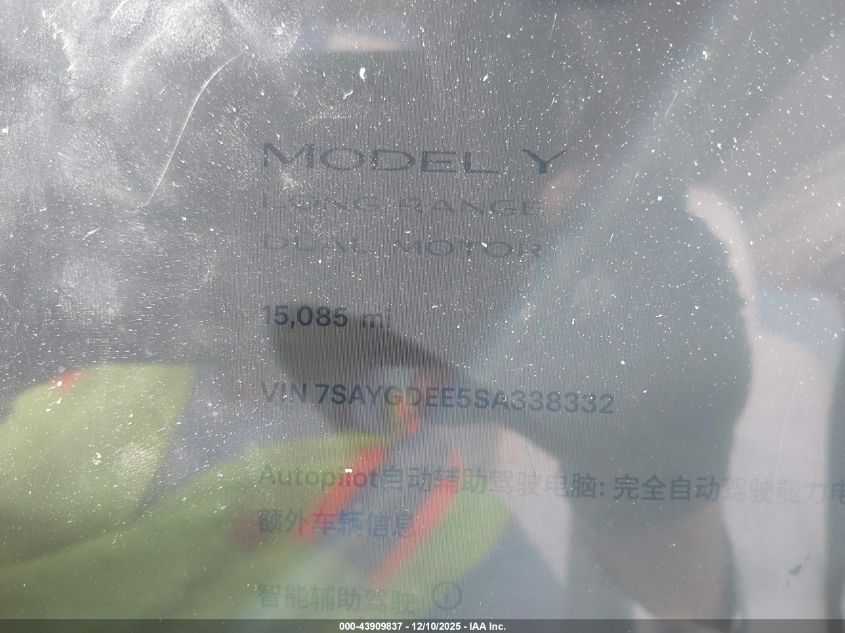 MODEL Y
LONG RANGE
DUAL MOTOR
15,085 mi
VIN 7SAYGDEE5SA338332
Autopilot自动辅助驾驶电脑: 完全自动驾驶能力电
额外车辆信息
智能辅助驾驶 ⓘ
000-43909837 - 12/10/2025 - IAA Inc.